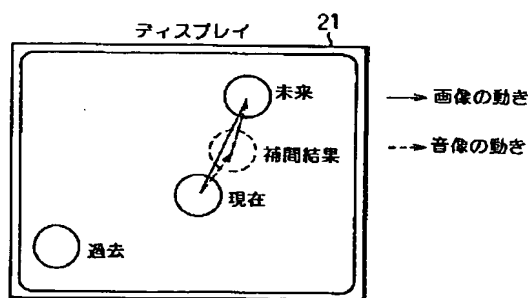 ディスプレイ 21
未来
画像の動き
補間結果
音像の動き
現在
過去